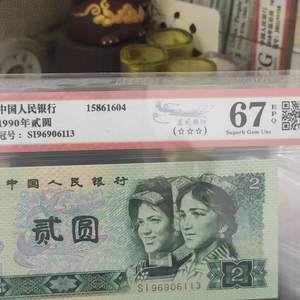 中国人民银行 15861604
1990年贰圆
冠号: SI96906113
(☆☆☆)
67 EPQ
Superb Gem Unc
中国人民银行
2
贰圆
SI96906113
2